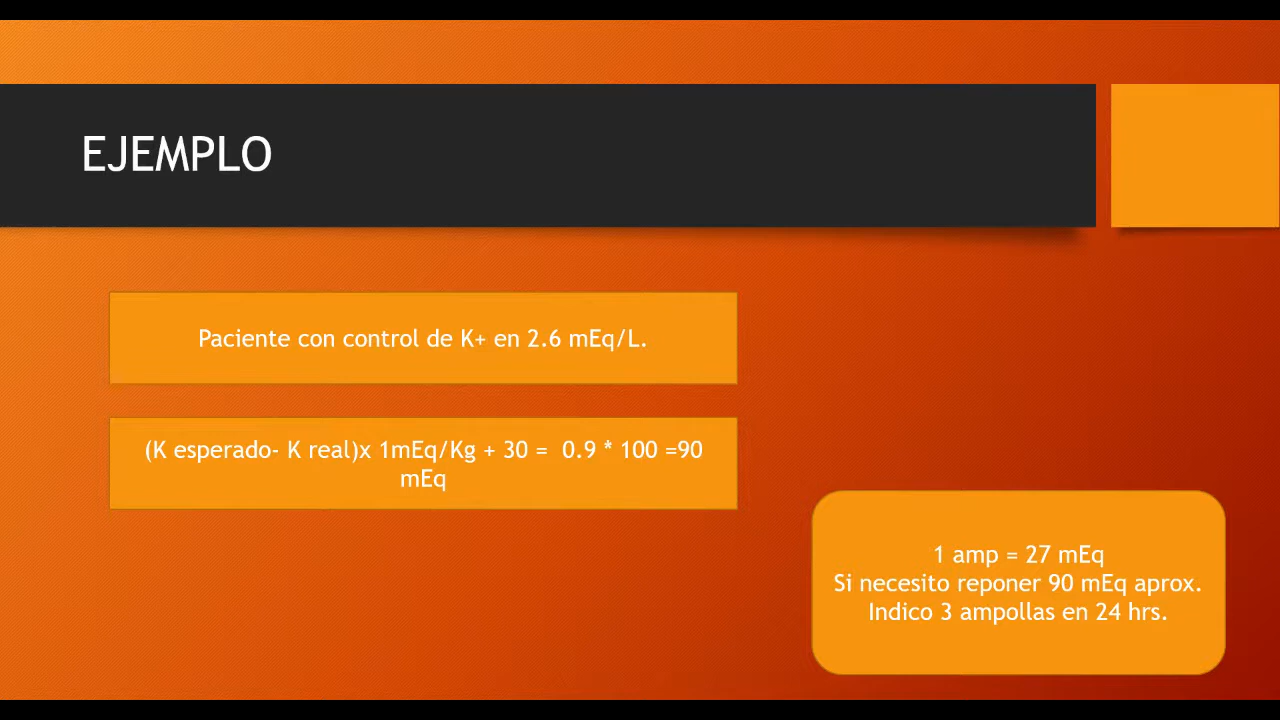 EJEMPLO
Paciente con control de K+ en 2.6 mEq/L.
(K esperado- K real)x 1mEq/Kg + 30 =  0.9 * 100 =90
mEq
1 amp = 27 mEq
Si necesito reponer 90 mEq aprox.
Indico 3 ampollas en 24 hrs.